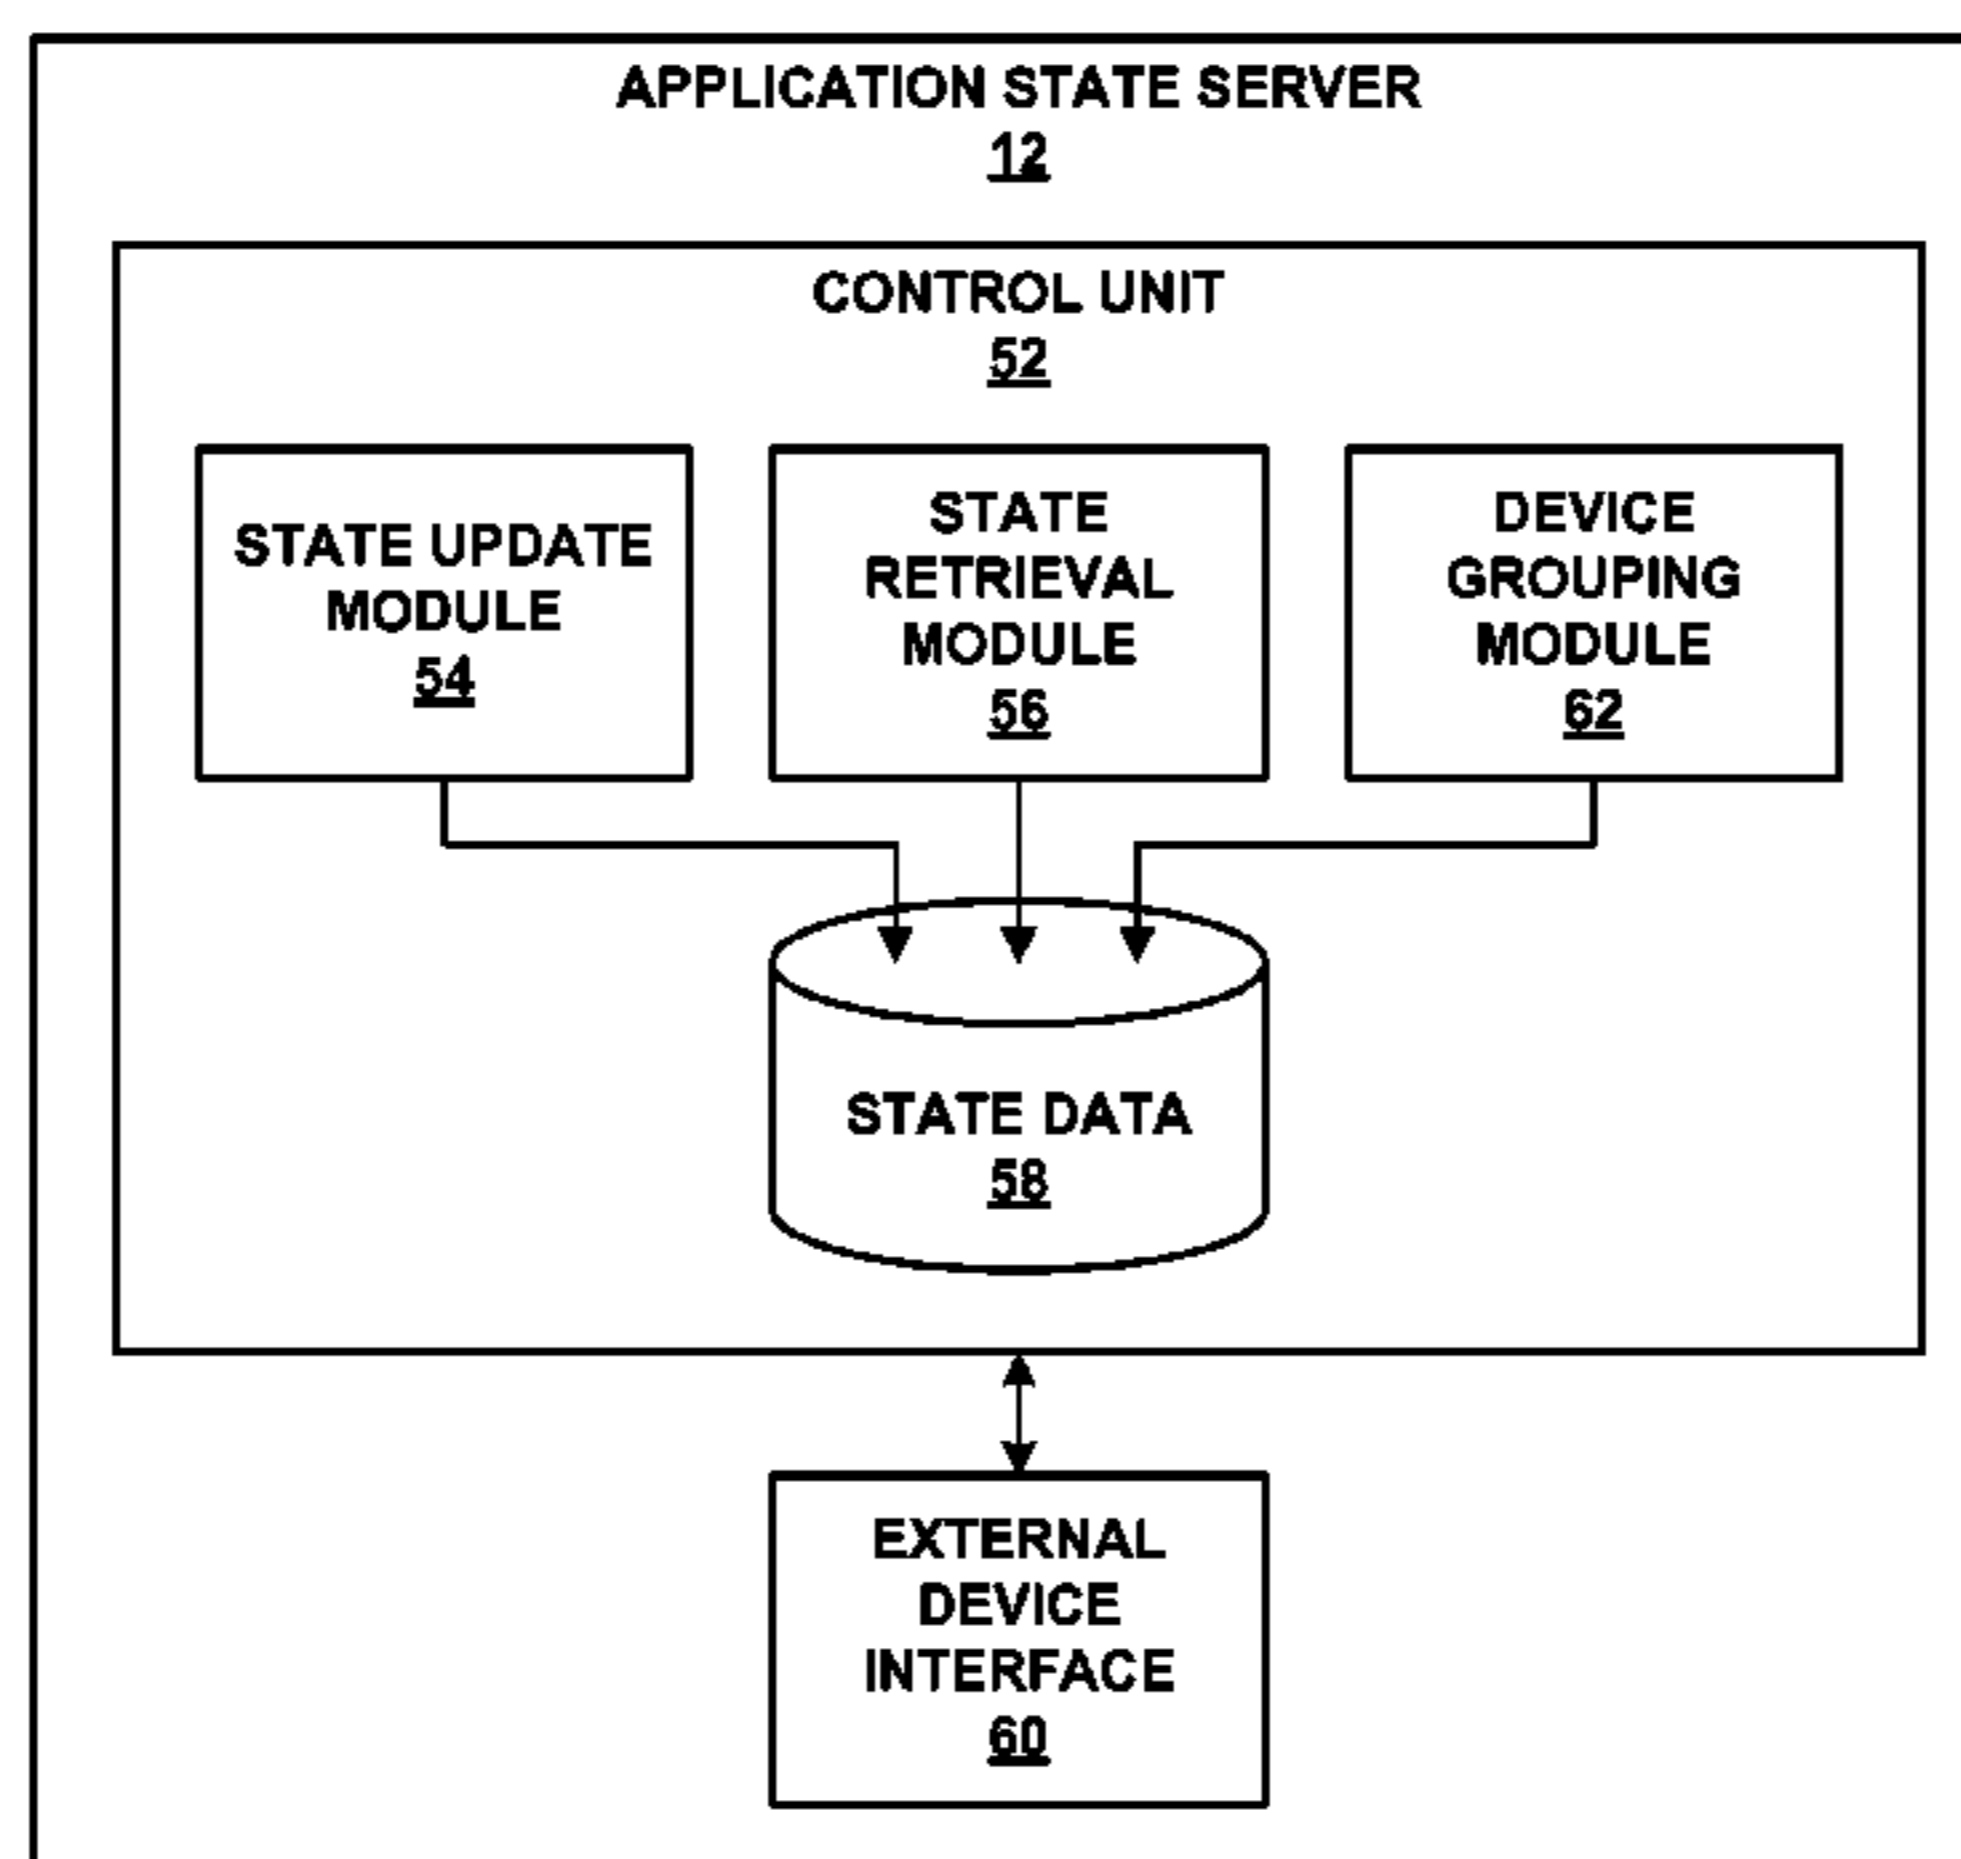 APPLICATION STATE SERVER
12
CONTROL UNIT
52
STATE UPDATE
MODULE
54
STATE
RETRIEVAL
MODULE
56
DEVICE
GROUPING
MODULE
62
STATE DATA
58
EXTERNAL
DEVICE
INTERFACE
60